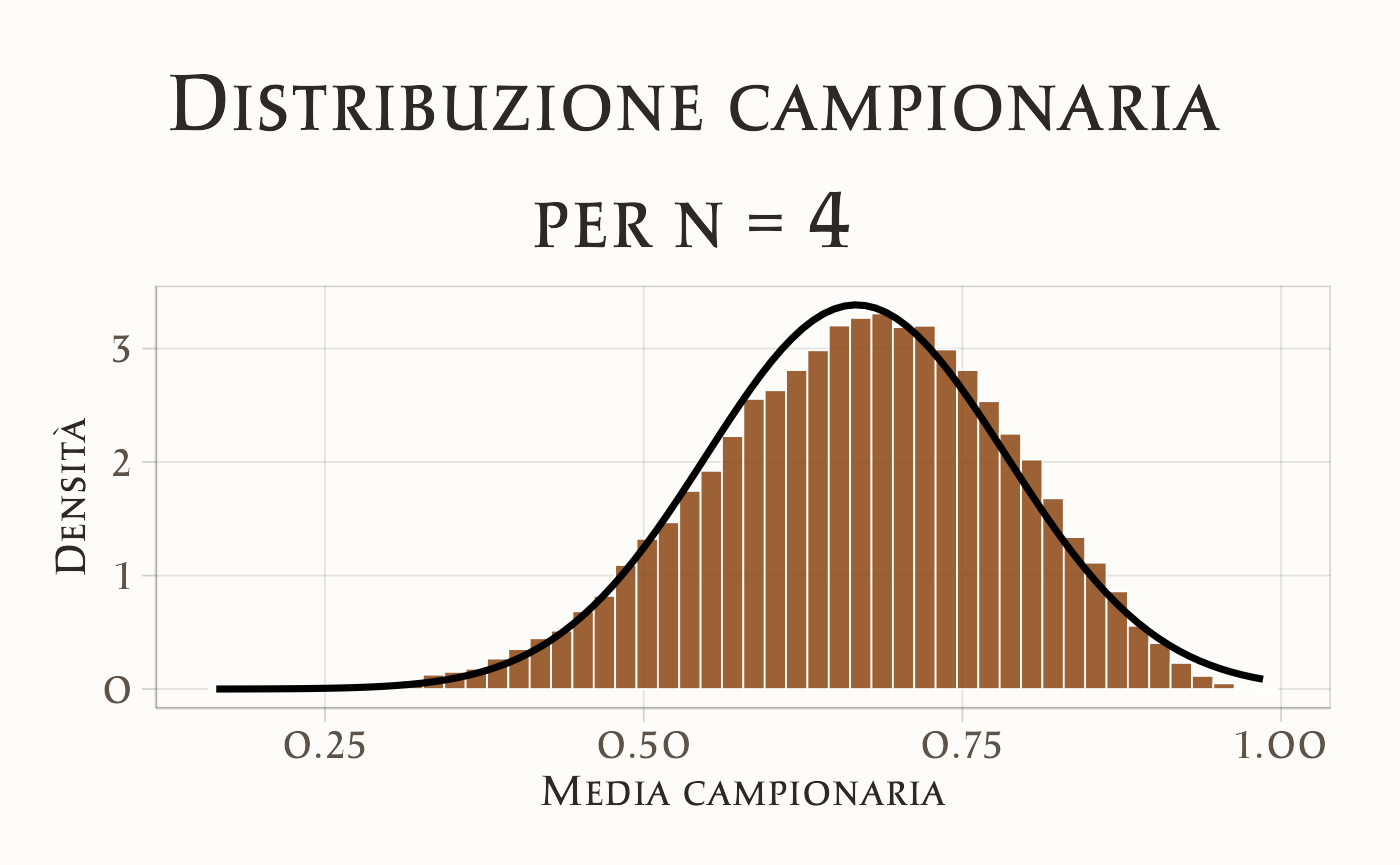 Distribuzione campionaria
per n = 4
3
2
1
0
Densità
0.25 0.50 0.75 1.00
Media campionaria